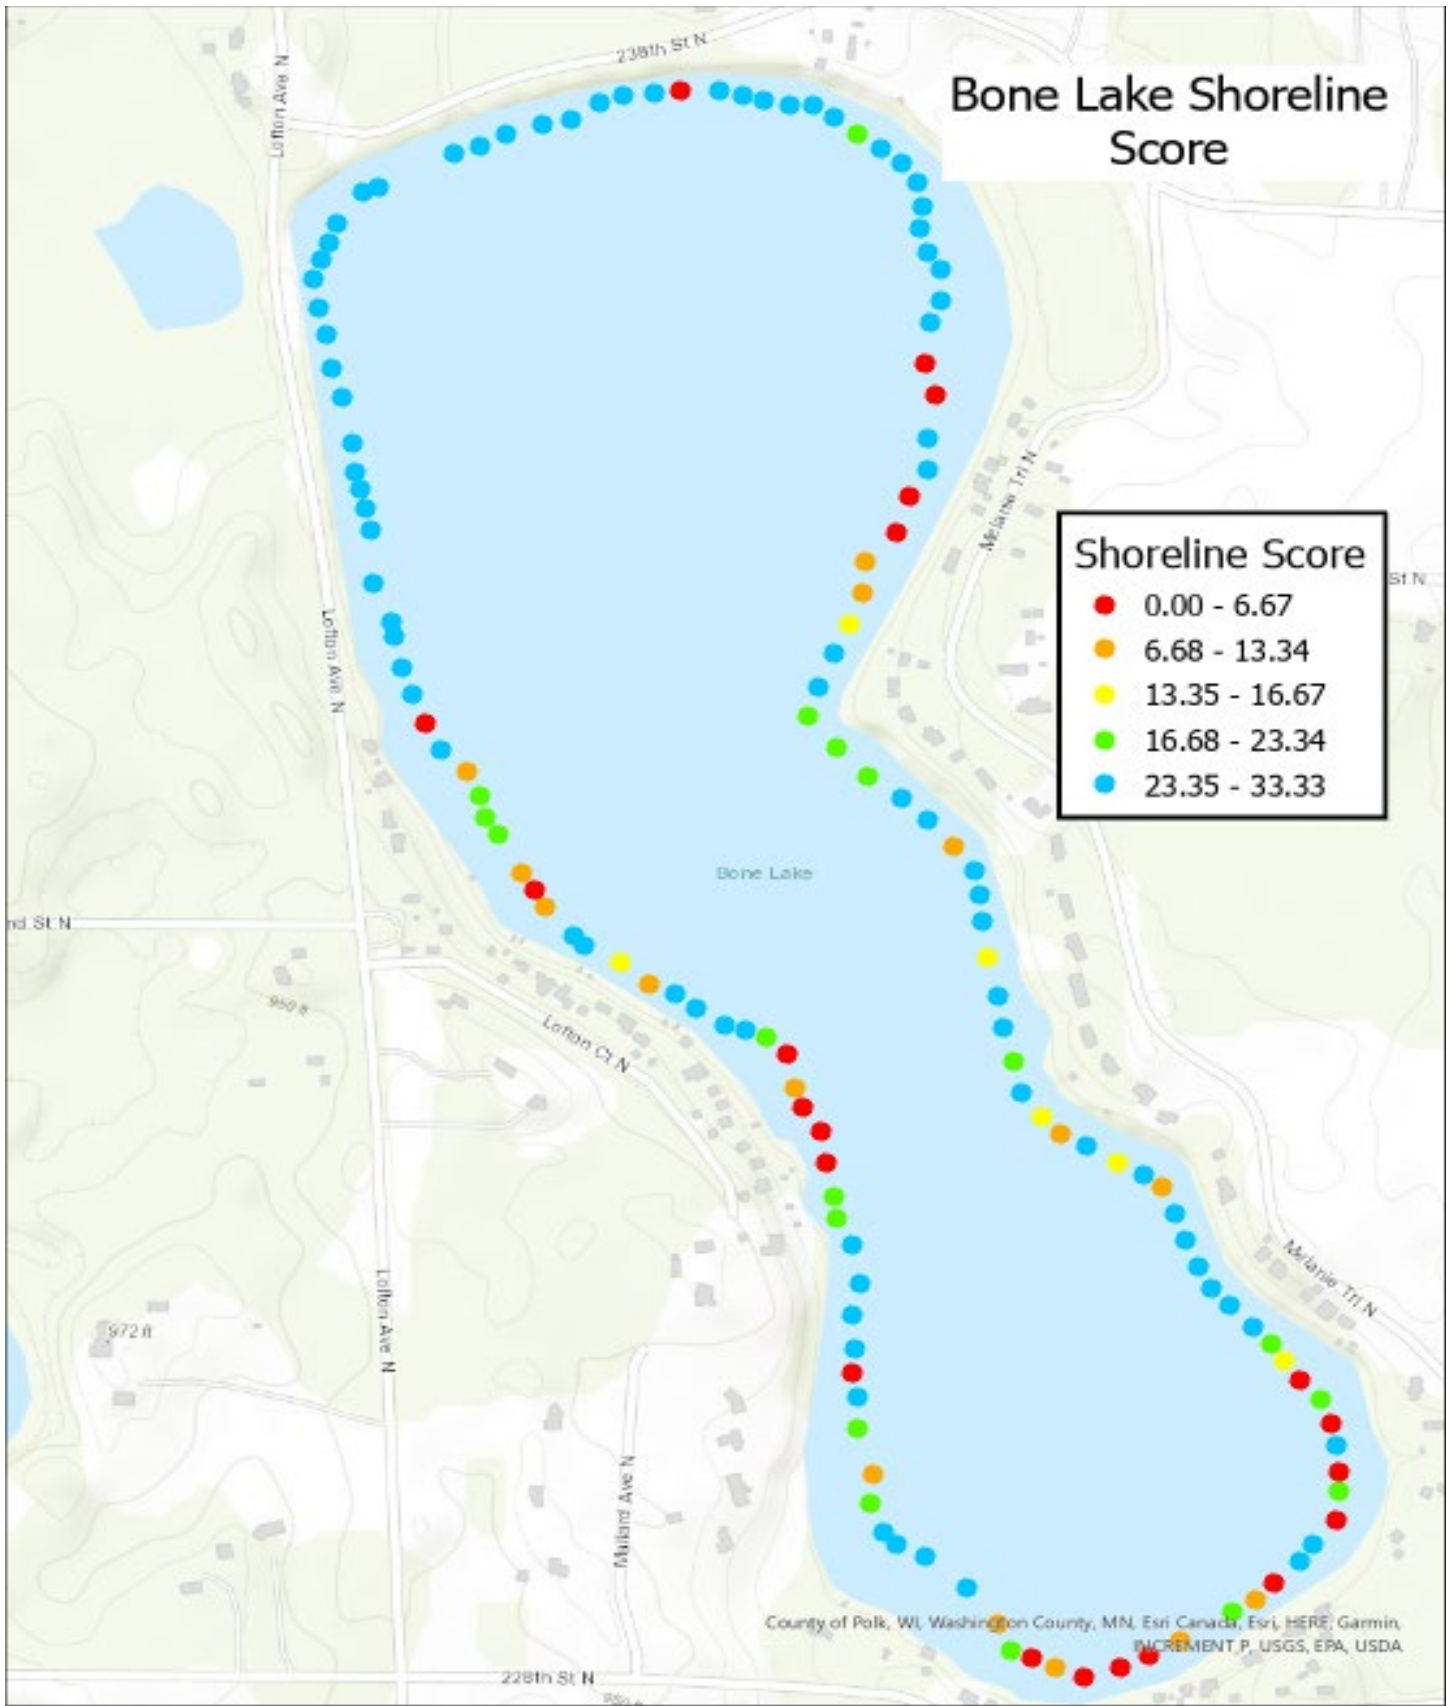 238th St N
Lofton Ave N
Bone Lake Shoreline
Score
Melanie Trl N
Shoreline Score
0.00 - 6.67
6.68 - 13.34
13.35 - 16.67
16.68 - 23.34
23.35 - 33.33
St N
Lofton Ave N
Bone Lake
nd St N
950 ft
Lofton Ct N
Melanie Trl N
Lofton Ave N
972 ft
Mallard Ave N
County of Polk, WI, Washington County, MN, Esri Canada, Esri, HERE, Garmin,
INCREMENT P, USGS, EPA, USDA
228th St N